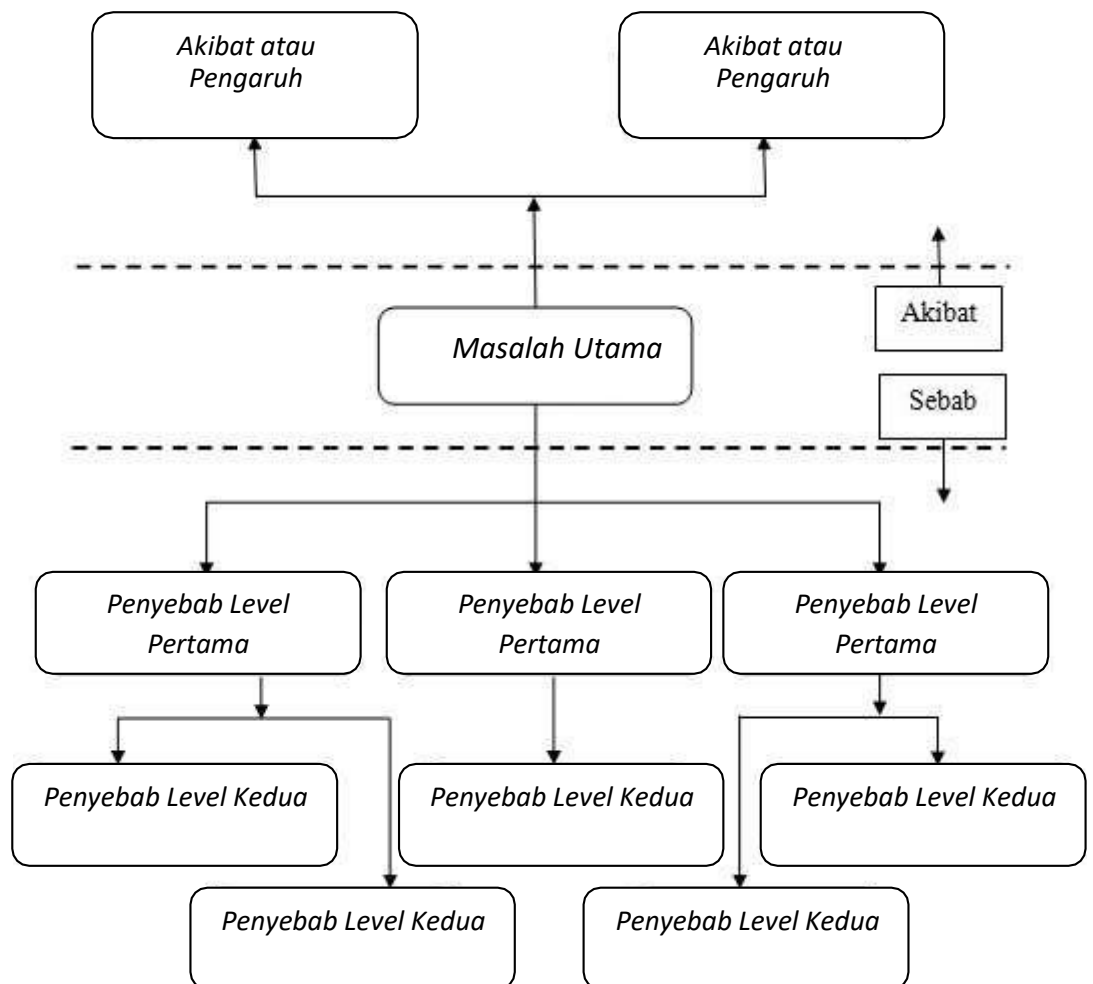 Akibat atau
Pengaruh
Akibat atau
Pengaruh
Akibat
Masalah Utama
Sebab
Penyebab Level
Pertama
Penyebab Level
Pertama
Penyebab Level
Pertama
Penyebab Level Kedua
Penyebab Level Kedua
Penyebab Level Kedua
Penyebab Level Kedua
Penyebab Level Kedua